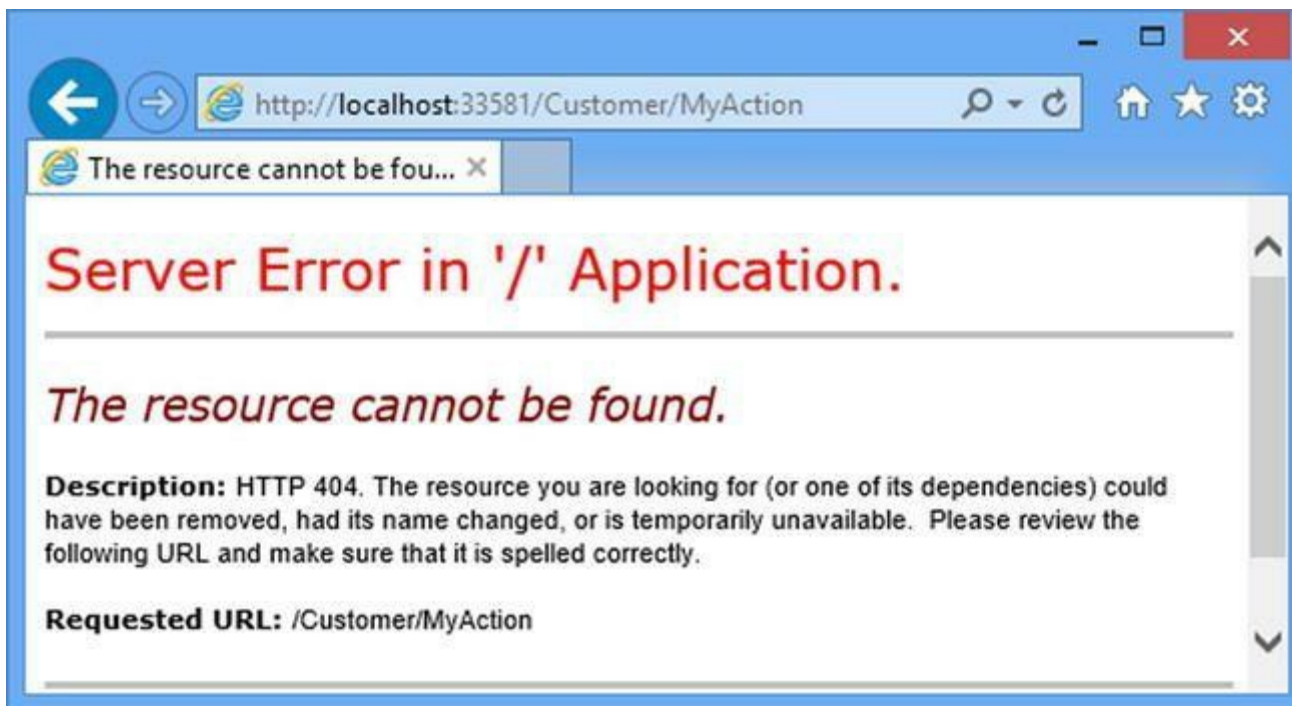 http://localhost:33581/Customer/MyAction
The resource cannot be fou...
Server Error in '/' Application.
The resource cannot be found.
Description: HTTP 404. The resource you are looking for (or one of its dependencies) could
have been removed, had its name changed, or is temporarily unavailable.  Please review the
following URL and make sure that it is spelled correctly.
Requested URL: /Customer/MyAction